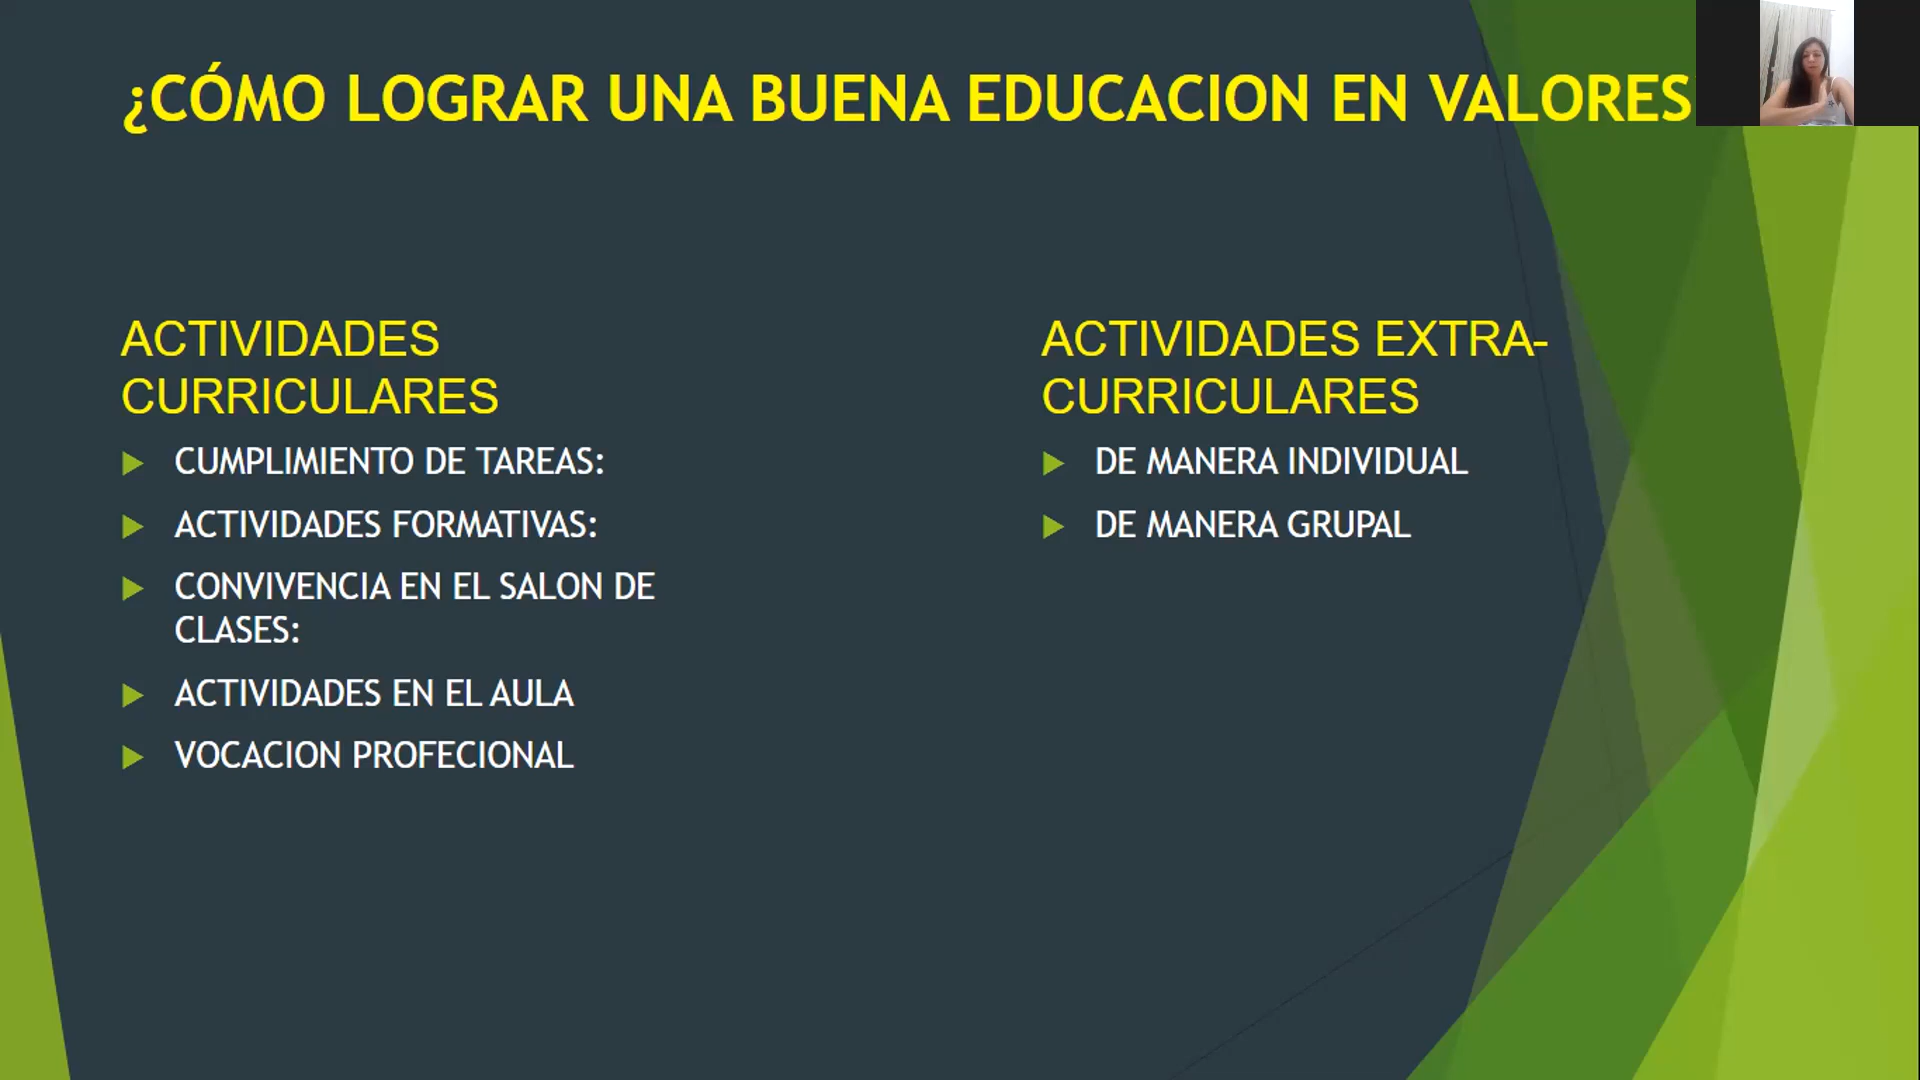 ¿CÓMO LOGRAR UNA BUENA EDUCACION EN VALORES
ACTIVIDADES
CURRICULARES
CUMPLIMIENTO DE TAREAS:
ACTIVIDADES FORMATIVAS:
CONVIVENCIA EN EL SALON DE
CLASES:
ACTIVIDADES EN EL AULA
VOCACION PROFECIONAL
ACTIVIDADES EXTRA-
CURRICULARES
DE MANERA INDIVIDUAL
DE MANERA GRUPAL